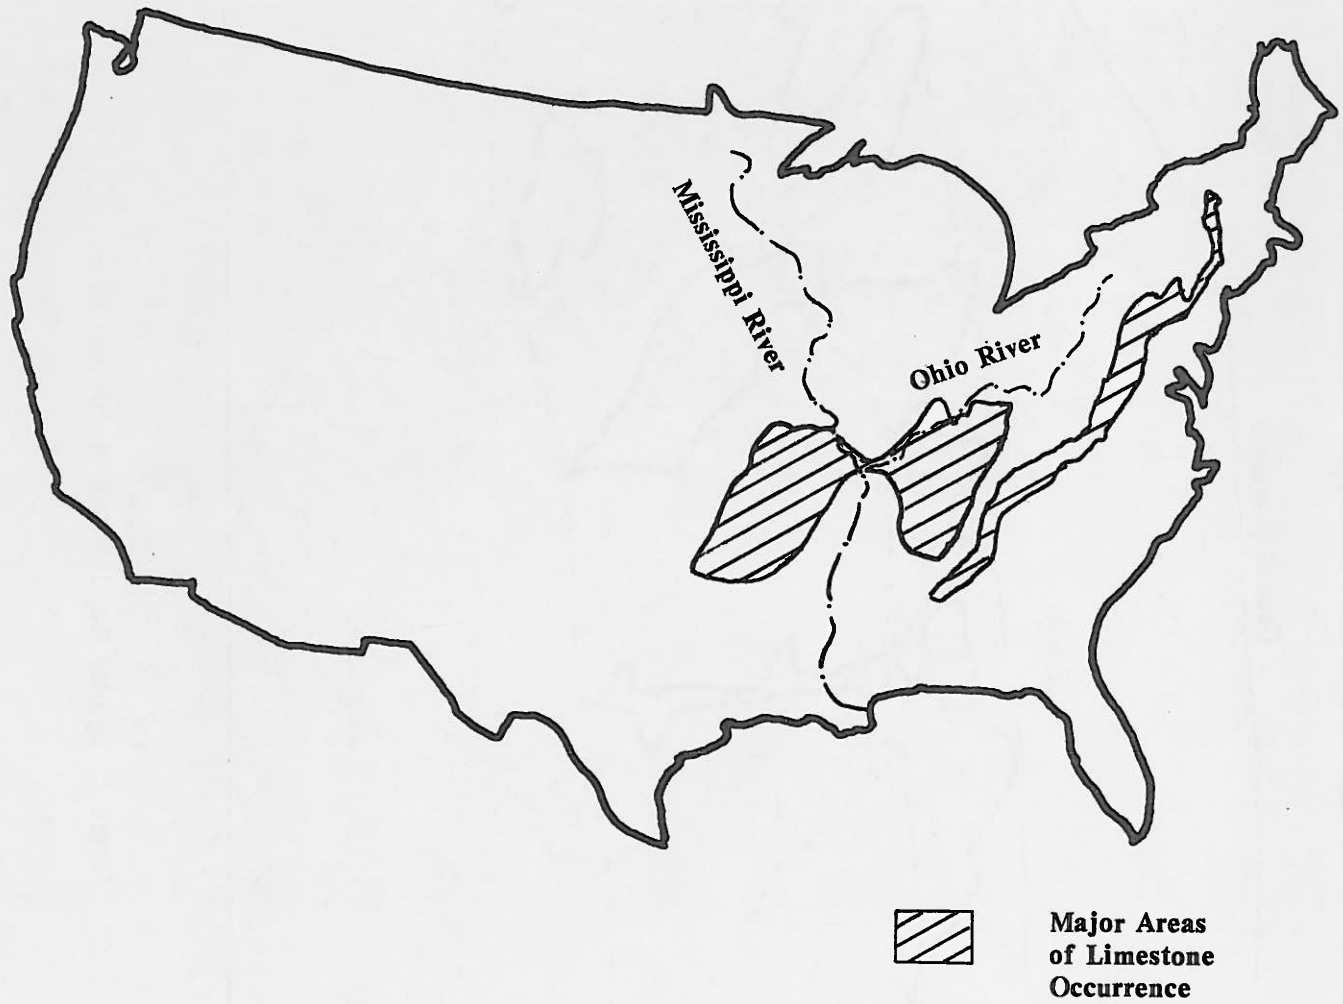 Mississippi River
Ohio River
Major Areas
of Limestone
Occurrence